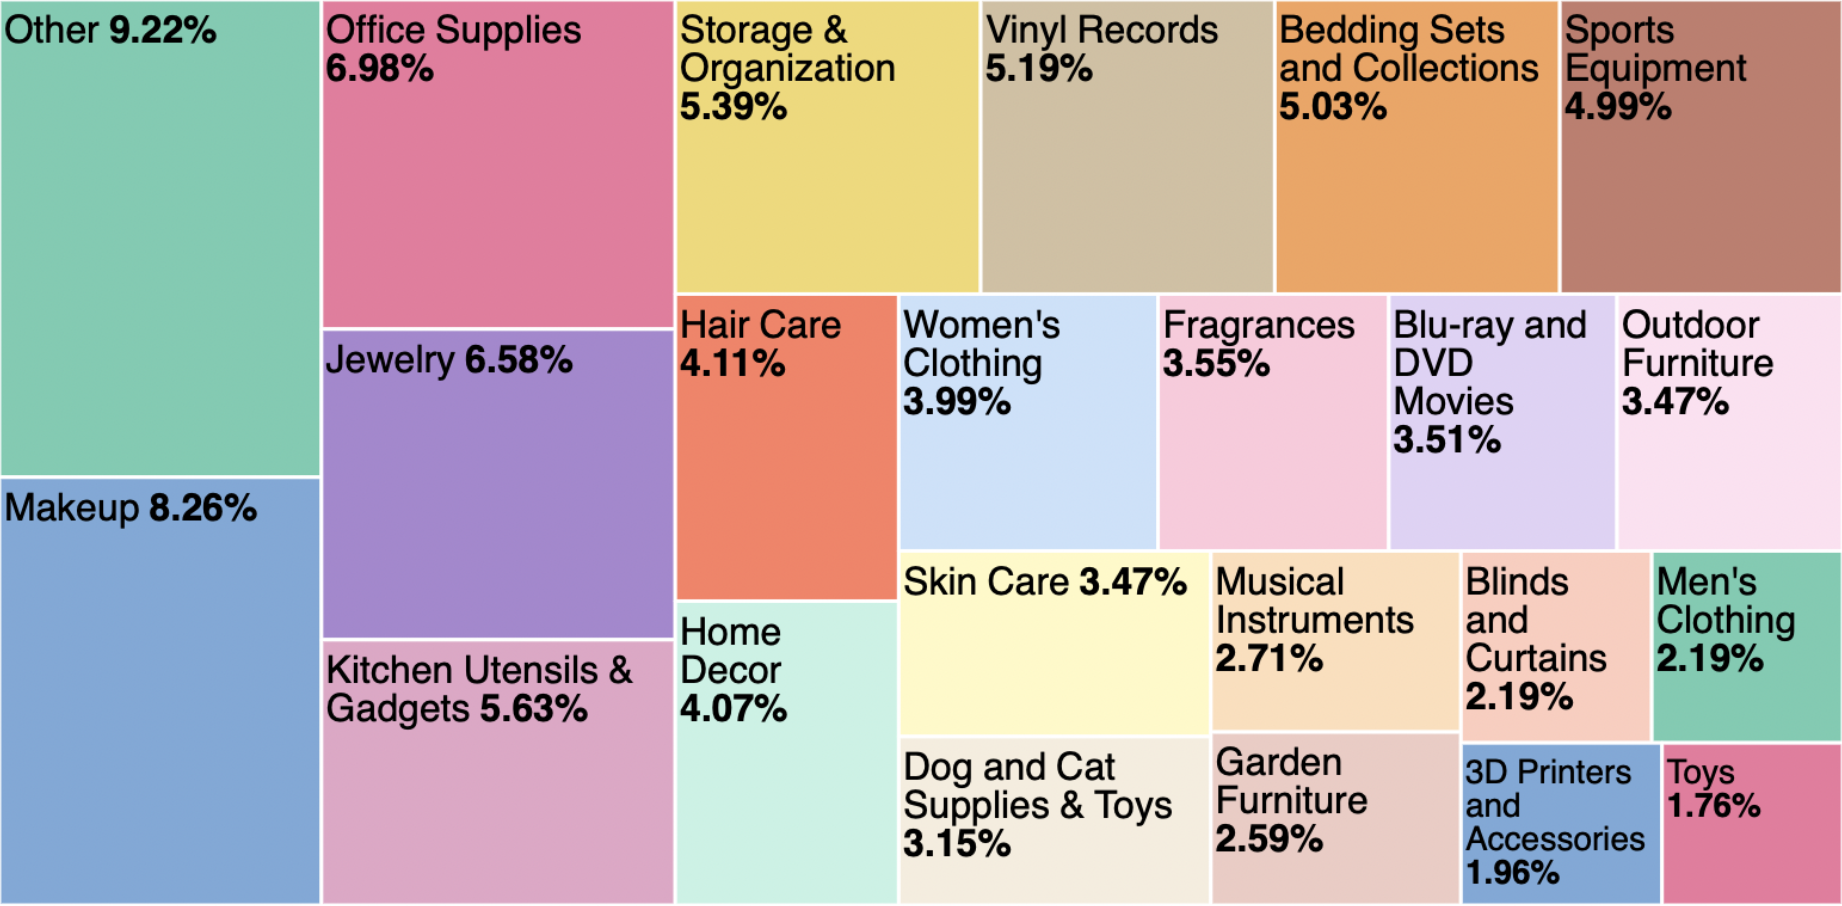 Other 9.22%
Makeup 8.26%
Office Supplies
6.98%
Jewelry 6.58%
Kitchen Utensils &
Gadgets 5.63%
Storage &
Organization
5.39%
Vinyl Records
5.19%
Bedding Sets
and Collections
5.03%
Sports
Equipment
4.99%
Hair Care
4.11%
Home
Decor
4.07%
Women's
Clothing
3.99%
Fragrances
3.55%
Blu-ray and
DVD
Movies
3.51%
Outdoor
Furniture
3.47%
Skin Care 3.47%
Dog and Cat
Supplies & Toys
3.15%
Musical
Instruments
2.71%
Garden
Furniture
2.59%
Blinds
and
Curtains
2.19%
Men's
Clothing
2.19%
3D Printers
and
Accessories
1.96%
Toys
1.76%